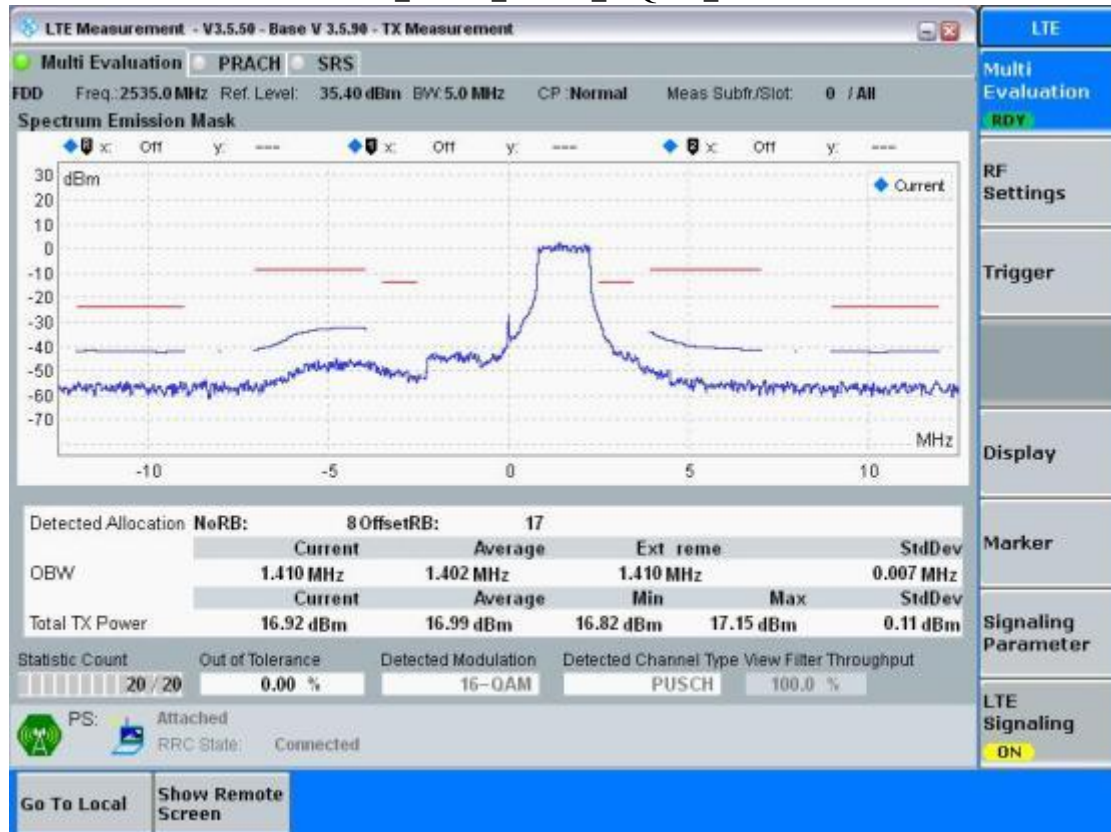 LTE Measurement - V3.5.50 - Base V 3.5.90 - TX Measurement
LTE
Multi Evaluation PRACH SRS
Multi
Evaluation
RDY
FDD Freq.:2535.0 MHz Ref. Level: 35.40 dBm BW: 5.0 MHz CP :Normal Meas Subfr/Slot: 0 / All
Spectrum Emission Mask
x: Off y: --- x: Off y: --- x: Off y: ---
30 dBm
Current
20
10
0
-10
-20
-30
-40
-50
-60
-70
MHz
-10 -5 0 5 10
RF
Settings
Trigger
Display
Marker
Signaling
Parameter
LTE
Signaling
ON
Detected Allocation NoRB: 8 OffsetRB: 17
Current Average Ext reme StdDev
OBW 1.410 MHz 1.402 MHz 1.410 MHz 0.007 MHz
Current Average Min Max StdDev
Total TX Power 16.92 dBm 16.99 dBm 16.82 dBm 17.15 dBm 0.11 dBm
Statistic Count Out of Tolerance Detected Modulation Detected Channel Type View Filter Throughput
20 / 20 0.00 % 16-QAM PUSCH 100.0 %
PS: Attached
RRC State: Connected
Go To Local
Show Remote
Screen